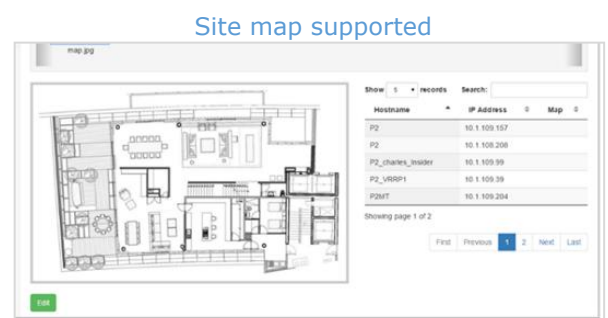 Site map supported
map.jpg
Show 5 records Search:
Hostname IP Address Map
P2 10.1.109.157
P2 10.1.108.208
P2_charles_Insider 10.1.109.99
P2_VRRP1 10.1.109.39
P2MT 10.1.109.204
Showing page 1 of 2
First Previous 1 2 Next Last
Edit